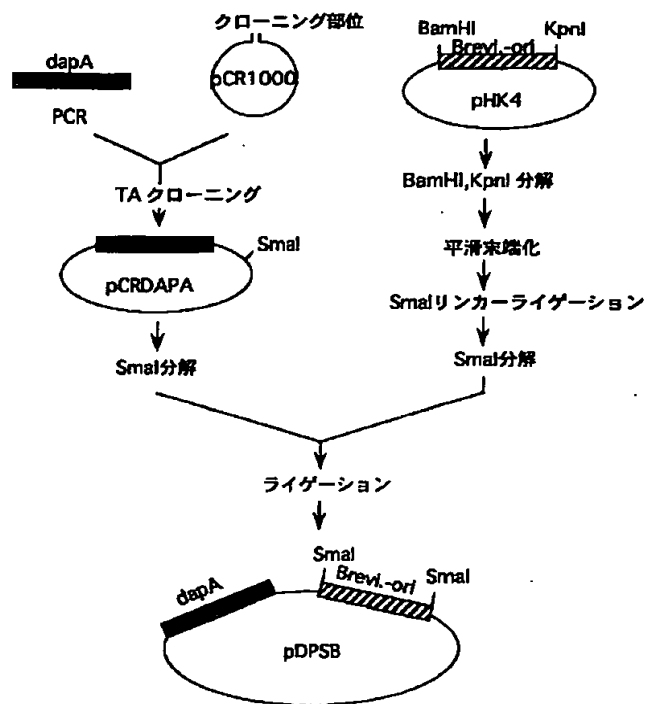 クローニング部位
dapA
pCR1000
PCR
BamHI
KpnI
Brevi.-ori
pHK4
TA クローニング
BamHI,KpnI 分解
SmaI
pCRDAPA
平滑末端化
SmaIリンカーライゲーション
SmaI分解
SmaI分解
ライゲーション
SmaI
Brevi.-ori
SmaI
dapA
pDPSB